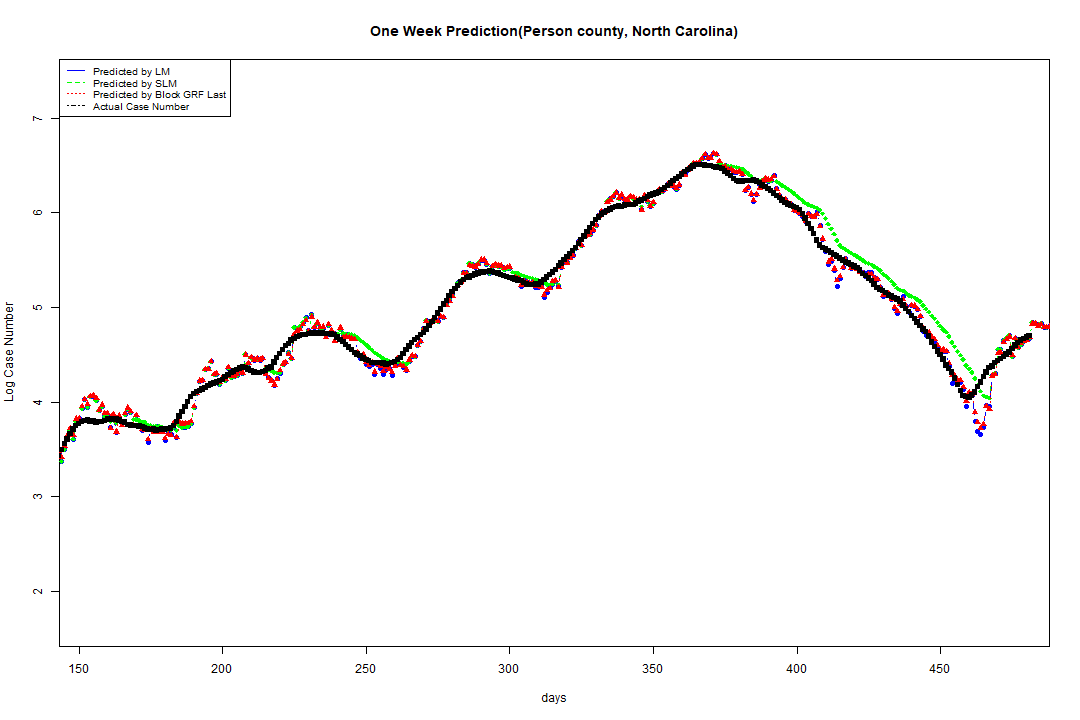 One Week Prediction(Person county, North Carolina)
Predicted by LM
Predicted by SLM
Predicted by Block GRF Last
Actual Case Number
7
6
5
4
3
2
Log Case Number
150 200 250 300 350 400 450
days